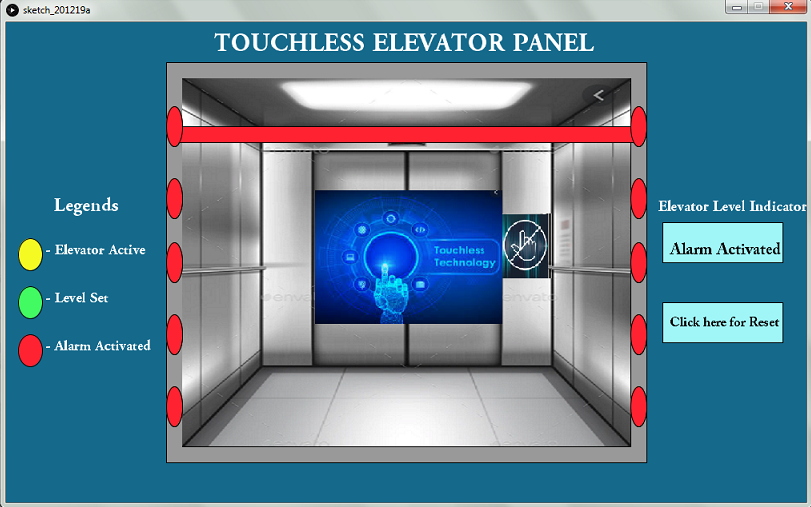 sketch_201219a
TOUCHLESS ELEVATOR PANEL
Legends
- Elevator Active
- Level Set
- Alarm Activated
Touchless
Technology
envato
Elevator Level Indicator
Alarm Activated
Click here for Reset